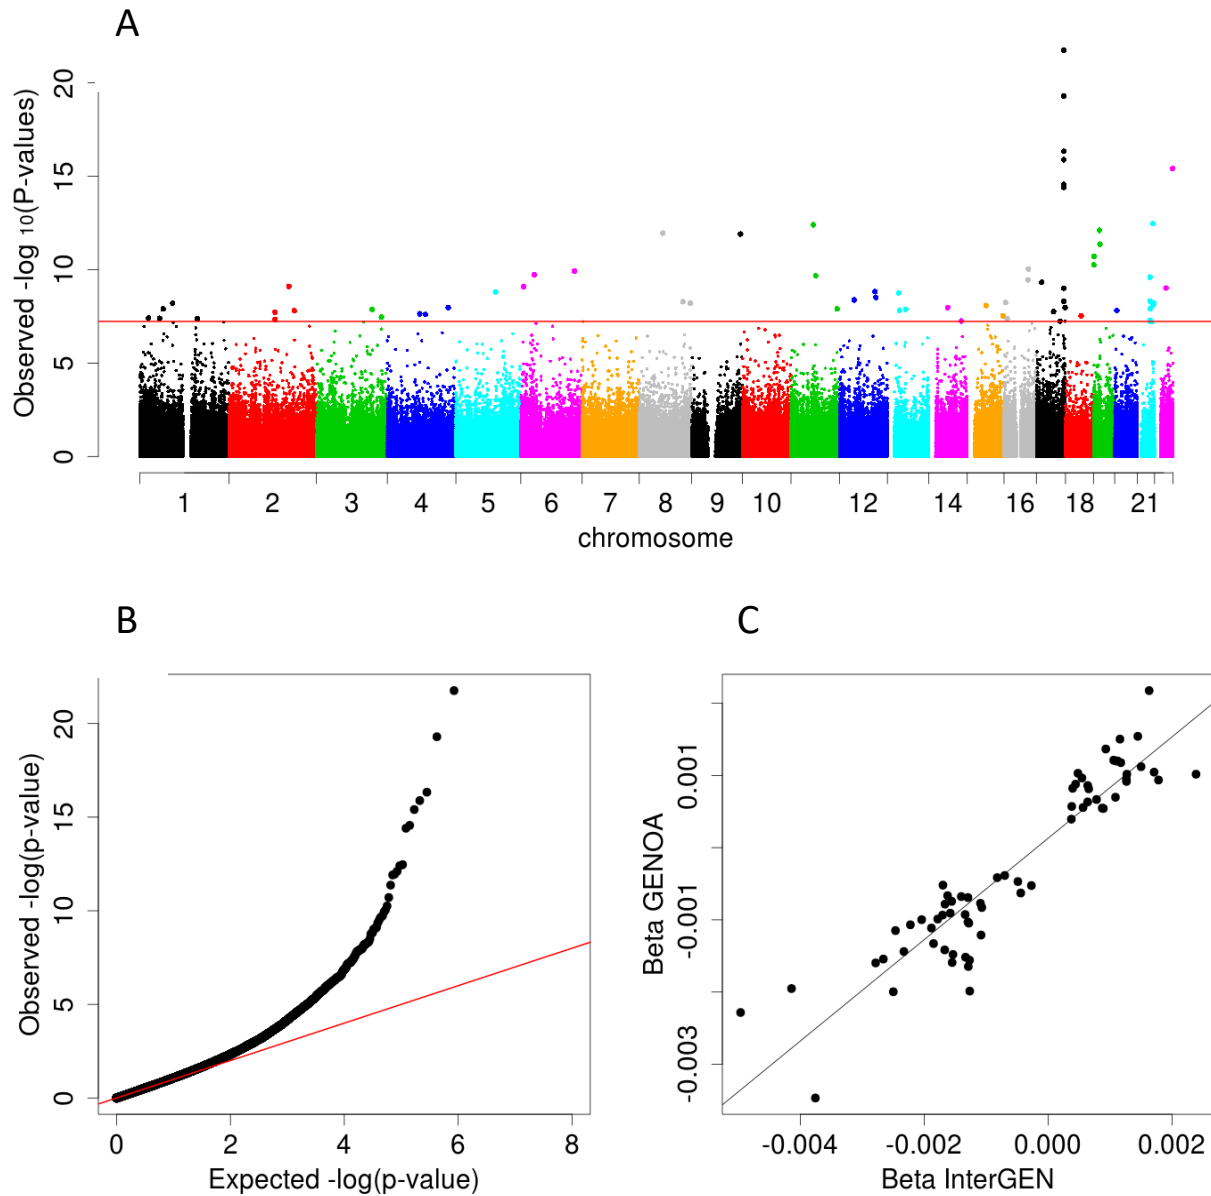 A
Observed -log 10(P-values)
20
15
10
5
0
1 2 3 4 5 6 7 8 9 10 12 14 16 18 21
chromosome
B
Observed -log(p-value)
20
15
10
5
0
0 2 4 6 8
Expected -log(p-value)
C
Beta GENOA
0.001
-0.001
-0.003
-0.004 -0.002 0.000 0.002
Beta InterGEN